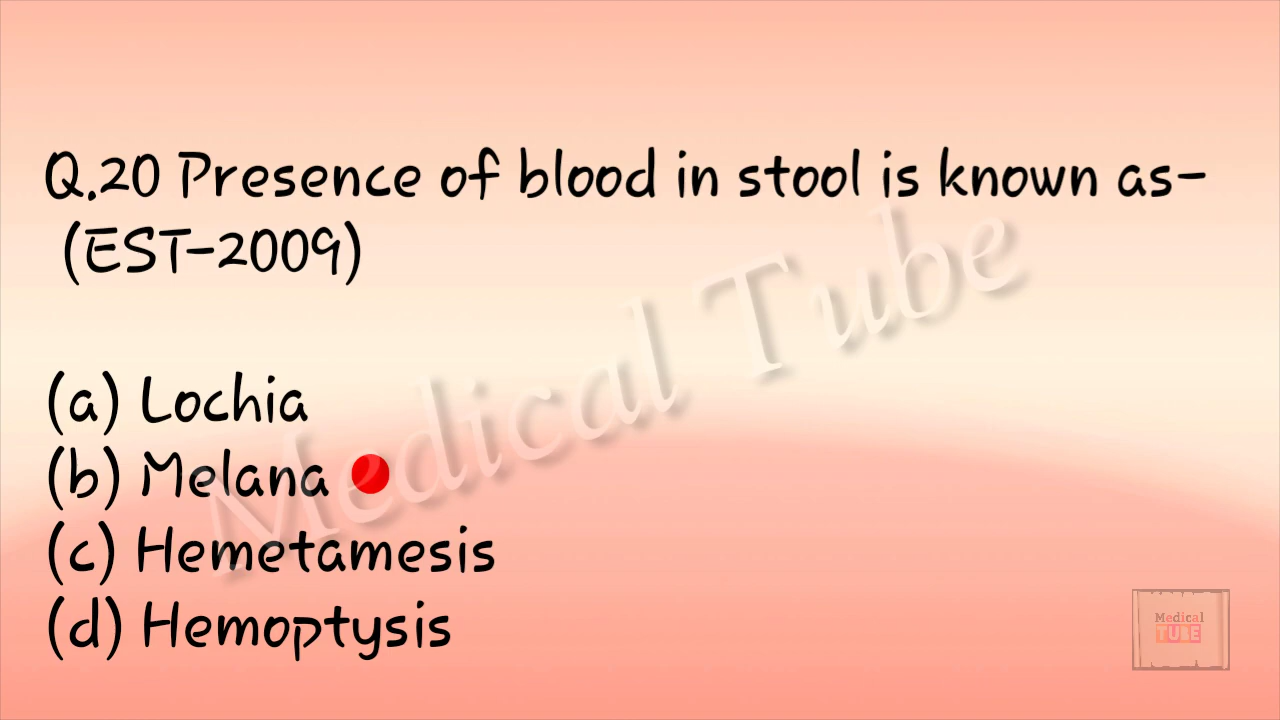 Q.20 Presence of blood in stool is known as-
(EST-2009)
(a) Lochia
(b) Melana
(c) Hemetamesis
(d) Hemoptysis
Medical Tube
Medical
TUBE